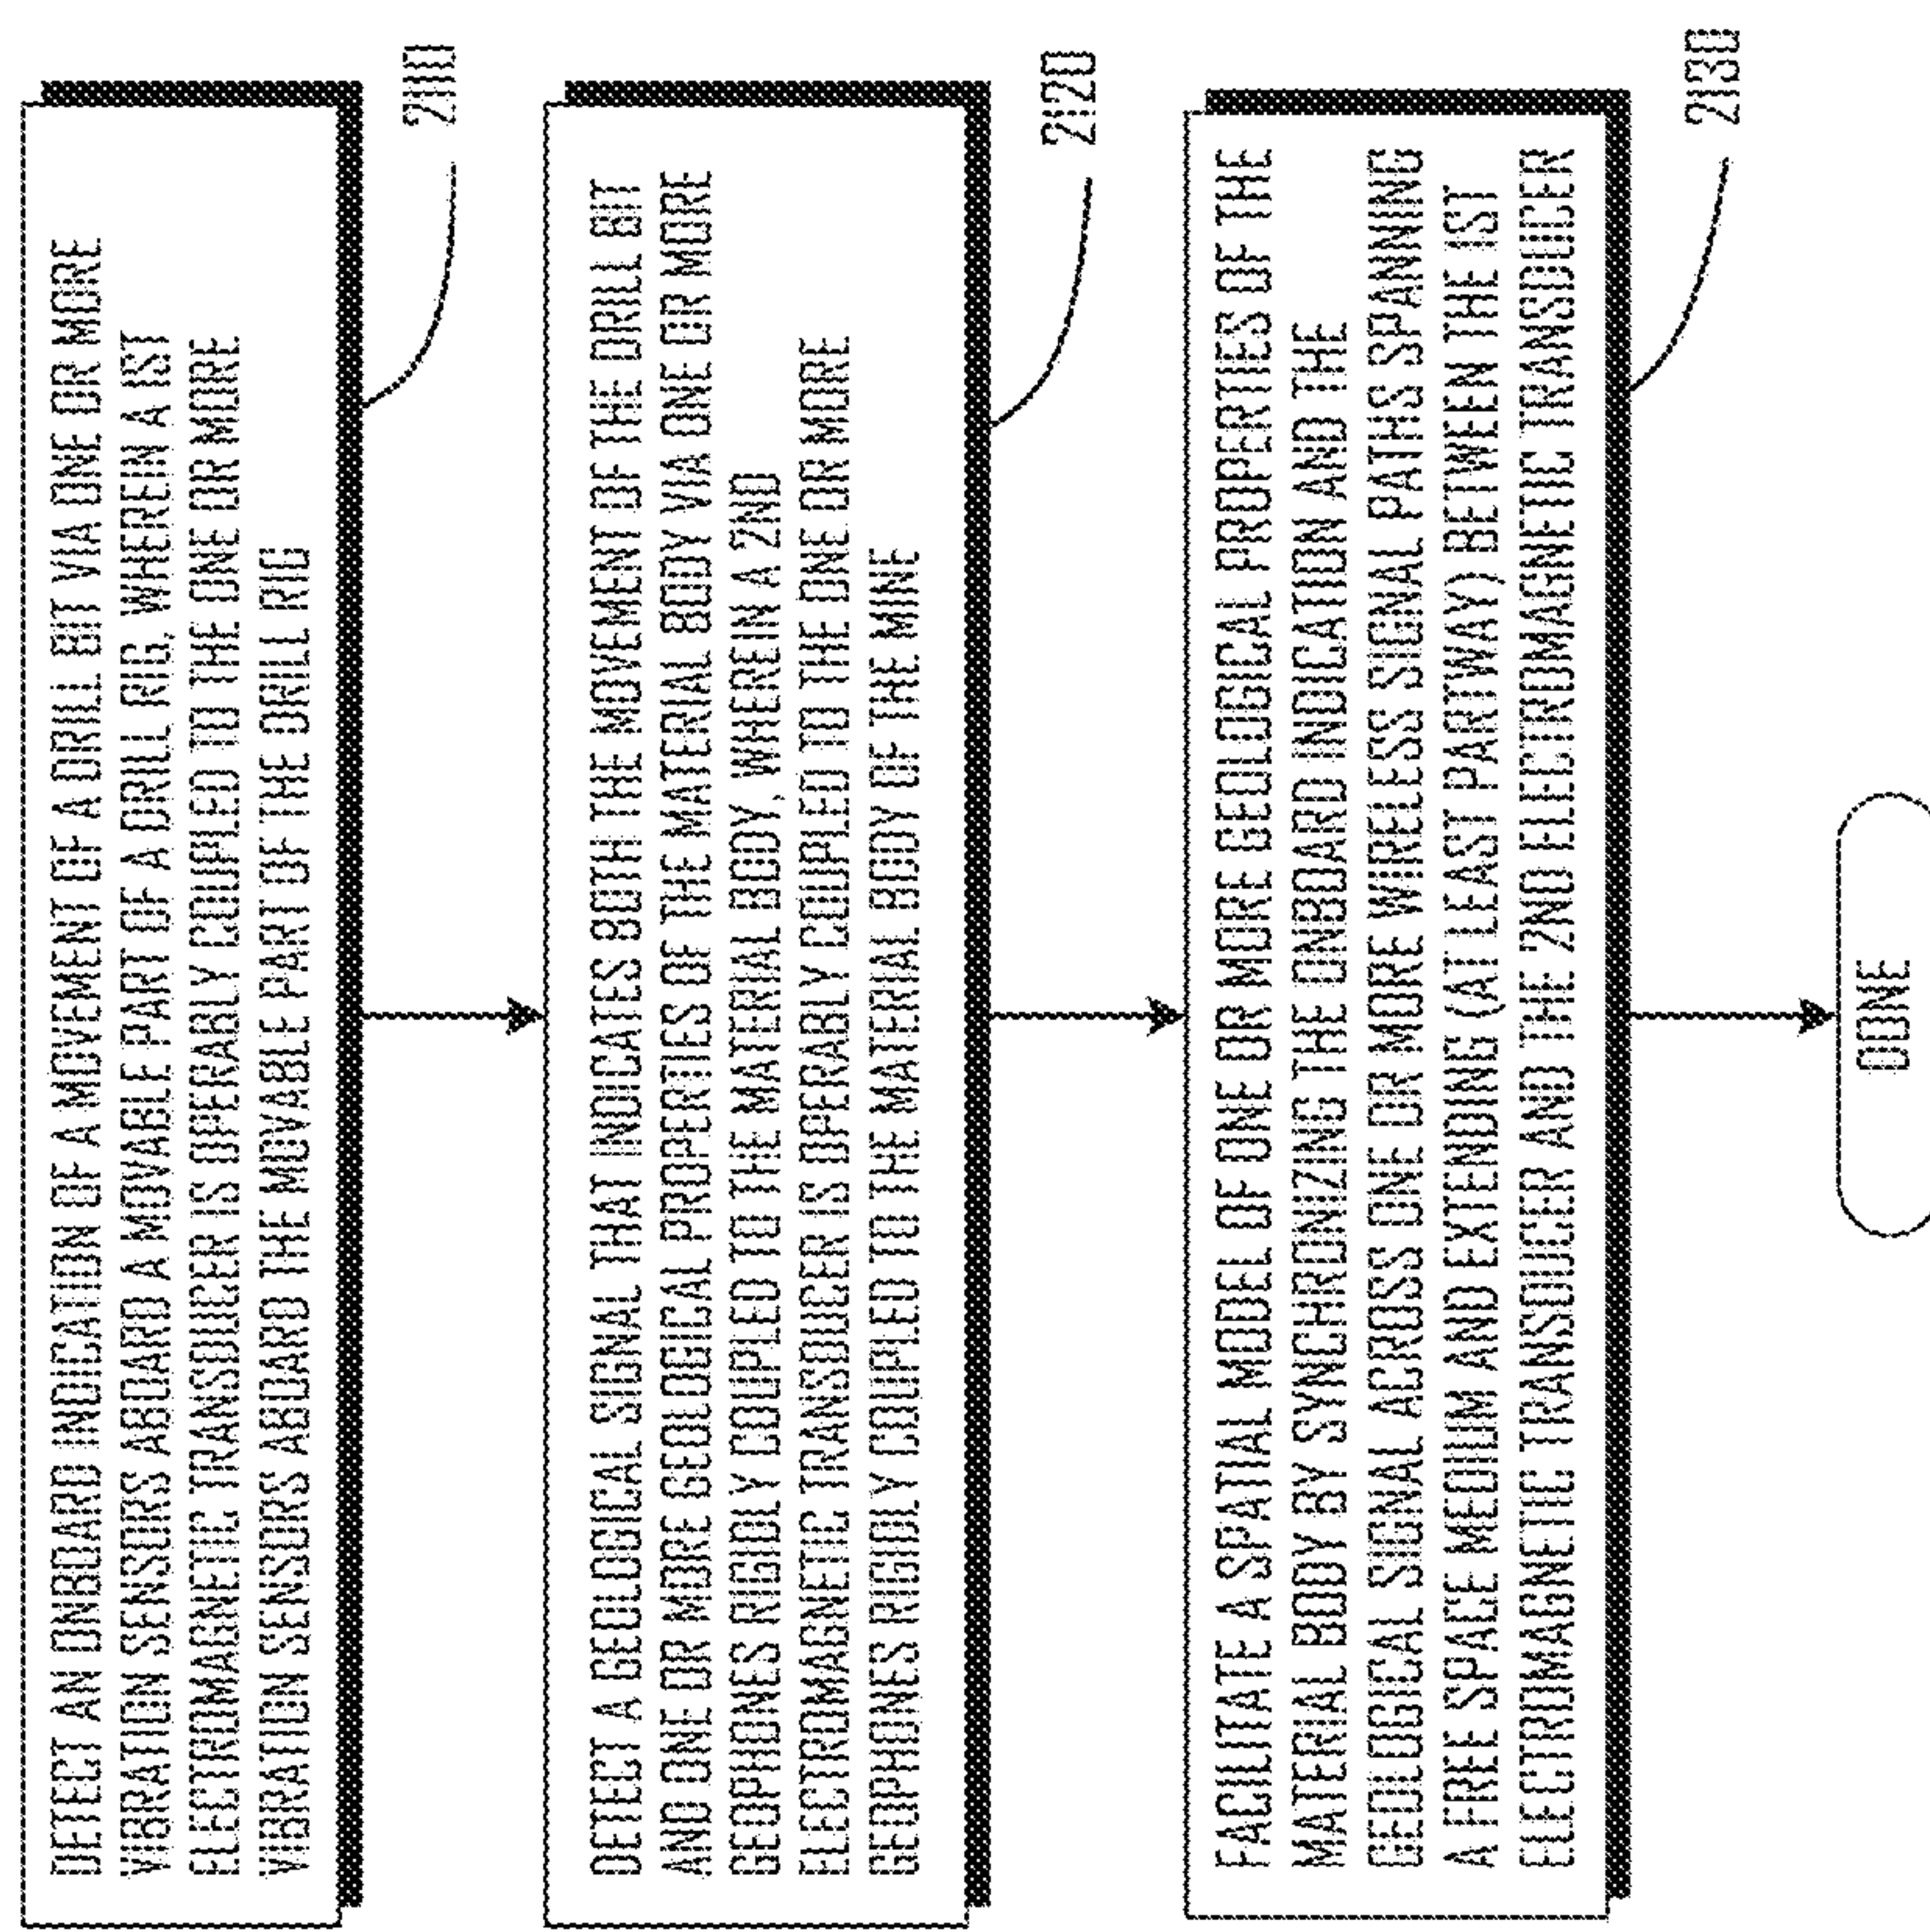 DETECT AN ONBOARD INDICATION OF A MOVEMENT OF A DRILL BIT VIA ONE OR MORE
VIBRATION SENSORS ABOARD A MOVABLE PART OF A DRILL RIG, WHEREIN A 1ST
ELECTROMAGNETIC TRANSDUCER IS OPERABLY COUPLED TO THE ONE OR MORE
VIBRATION SENSORS ABOARD THE MOVABLE PART OF THE DRILL RIG
2110
DETECT A GEOLOGICAL SIGNAL THAT INDICATES BOTH THE MOVEMENT OF THE DRILL BIT
AND ONE OR MORE GEOLOGICAL PROPERTIES OF THE MATERIAL BODY VIA ONE OR MORE
GEOPHONES RIGIDLY COUPLED TO THE MATERIAL BODY, WHEREIN A 2ND
ELECTROMAGNETIC TRANSDUCER IS OPERABLY COUPLED TO THE ONE OR MORE
GEOPHONES RIGIDLY COUPLED TO THE MATERIAL BODY OF THE MINE
2120
FACILITATE A SPATIAL MODEL OF ONE OR MORE GEOLOGICAL PROPERTIES OF THE
MATERIAL BODY BY SYNCHRONIZING THE ONBOARD INDICATION AND THE
GEOLOGICAL SIGNAL ACROSS ONE OR MORE WIRELESS SIGNAL PATHS SPANNING
A FREE SPACE MEDIUM AND EXTENDING (AT LEAST PARTWAY) BETWEEN THE 1ST
ELECTROMAGNETIC TRANSDUCER AND THE 2ND ELECTROMAGNETIC TRANSDUCER
2130
DONE